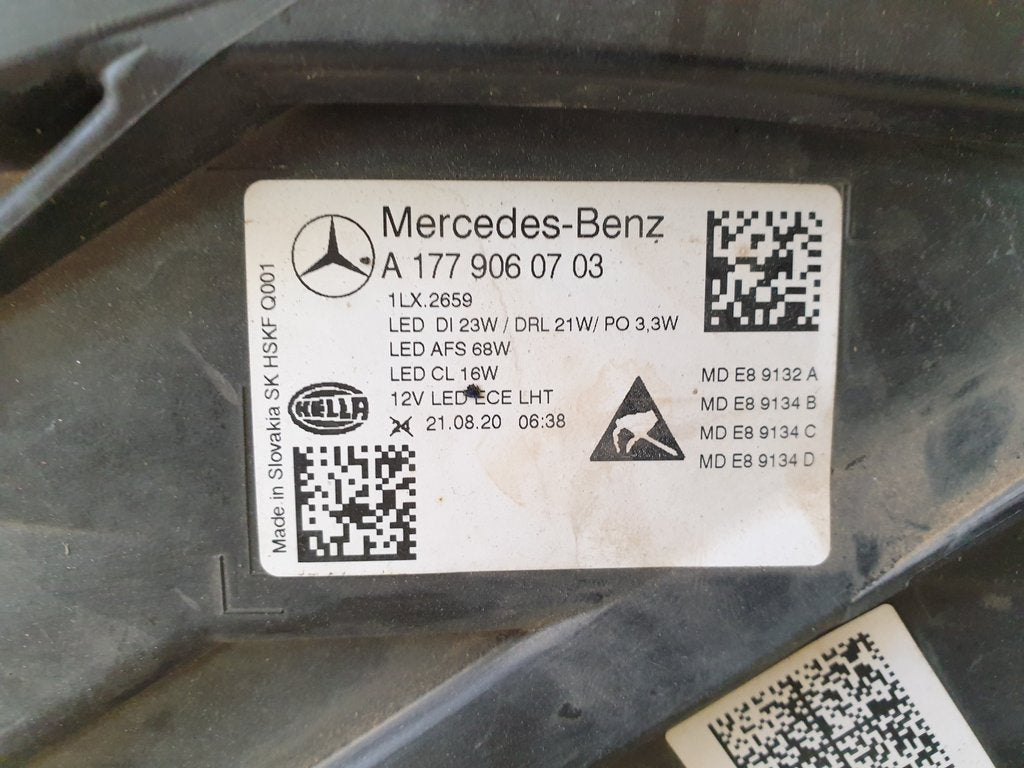 Mercedes-Benz
A 177 906 07 03
1LX.2659
LED DI 23W / DRL 21W/ PO 3,3W
LED AFS 68W
LED CL 16W
12V LED ECE LHT
24 21.08.20 06:38
HELLA
MD E8 9132 A
MD E8 9134 B
MD E8 9134 C
MD E8 9134 D
Made in Slovakia SK HSKF Q001